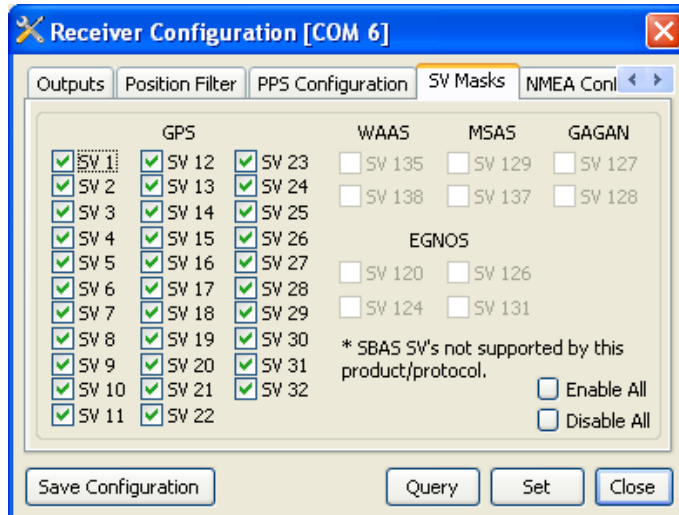 Receiver Configuration [COM 6]
Outputs Position Filter PPS Configuration SV Masks NMEA Con
GPS WAAS MSAS GAGAN
SV 1 SV 12 SV 23 SV 135 SV 129 SV 127
SV 2 SV 13 SV 24 SV 138 SV 137 SV 128
SV 3 SV 14 SV 25
SV 4 SV 15 SV 26 EGNOS
SV 5 SV 16 SV 27 SV 120 SV 126
SV 6 SV 17 SV 28
SV 7 SV 18 SV 29 SV 124 SV 131
SV 8 SV 19 SV 30 * SBAS SV's not supported by this
SV 9 SV 20 SV 31 product/protocol.
SV 10 SV 21 SV 32 Enable All
SV 11 SV 22 Disable All
Save Configuration Query Set Close